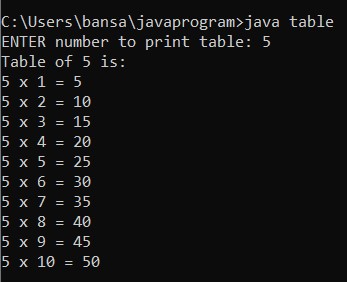 C:\Users\bansa\javaprogram>java table
ENTER number to print table: 5
Table of 5 is:
5 x 1 = 5
5 x 2 = 10
5 x 3 = 15
5 x 4 = 20
5 x 5 = 25
5 x 6 = 30
5 x 7 = 35
5 x 8 = 40
5 x 9 = 45
5 x 10 = 50